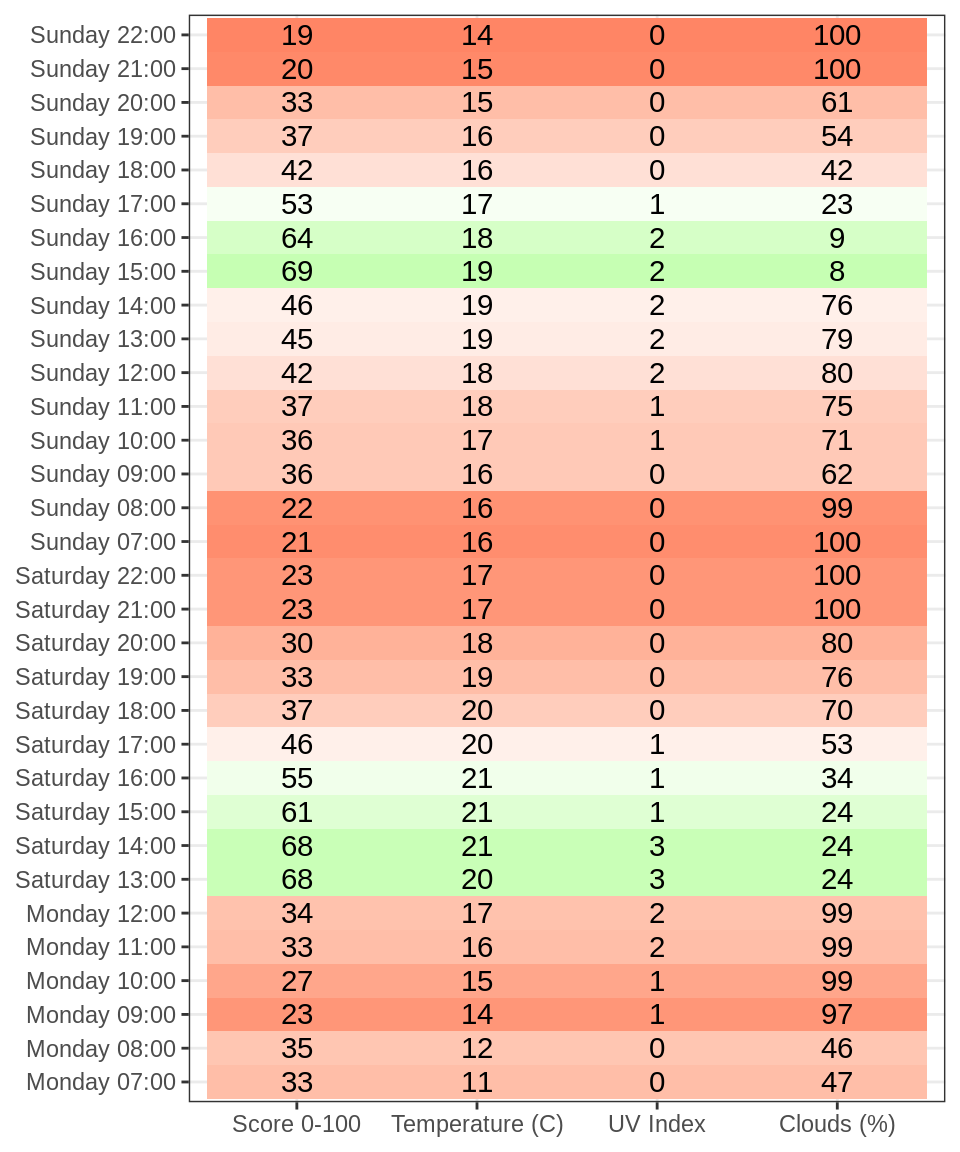 Sunday 22:00 19 14 0 100
Sunday 21:00 20 15 0 100
Sunday 20:00 33 15 0 61
Sunday 19:00 37 16 0 54
Sunday 18:00 42 16 0 42
Sunday 17:00 53 17 1 23
Sunday 16:00 64 18 2 9
Sunday 15:00 69 19 2 8
Sunday 14:00 46 19 2 76
Sunday 13:00 45 19 2 79
Sunday 12:00 42 18 2 80
Sunday 11:00 37 18 1 75
Sunday 10:00 36 17 1 71
Sunday 09:00 36 16 0 62
Sunday 08:00 22 16 0 99
Sunday 07:00 21 16 0 100
Saturday 22:00 23 17 0 100
Saturday 21:00 23 17 0 100
Saturday 20:00 30 18 0 80
Saturday 19:00 33 19 0 76
Saturday 18:00 37 20 0 70
Saturday 17:00 46 20 1 53
Saturday 16:00 55 21 1 34
Saturday 15:00 61 21 1 24
Saturday 14:00 68 21 3 24
Saturday 13:00 68 20 3 24
Monday 12:00 34 17 2 99
Monday 11:00 33 16 2 99
Monday 10:00 27 15 1 99
Monday 09:00 23 14 1 97
Monday 08:00 35 12 0 46
Monday 07:00 33 11 0 47
Score 0-100 Temperature (C) UV Index Clouds (%)